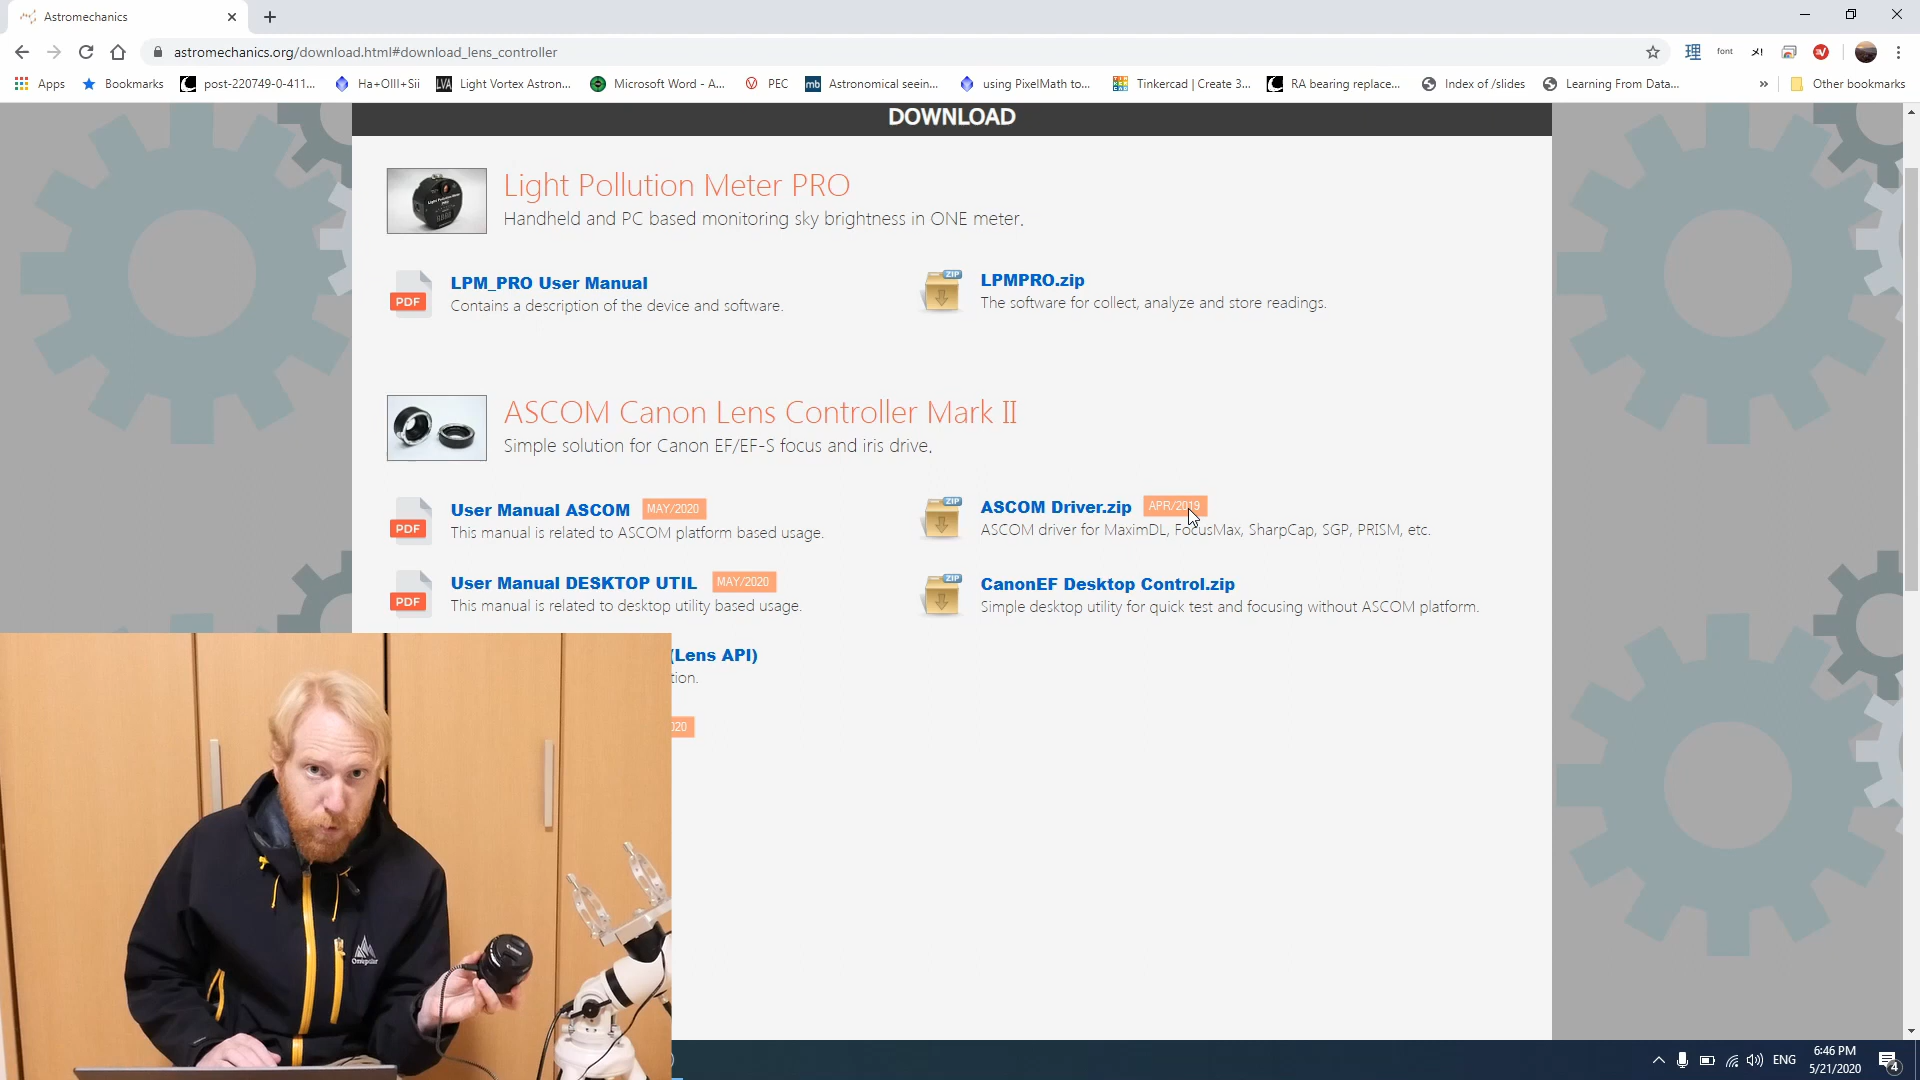 Astromechanics
astromechanics.org/download.html#download_lens_controller
font
Apps
Bookmarks
post-220749-0-411...
Ha+OIII+Sii
LVA Light Vortex Astron...
Microsoft Word - A...
PEC
mb Astronomical seein...
using PixelMath to...
Tinkercad | Create 3...
RA bearing replace...
Index of /slides
Learning From Data...
»
Other bookmarks
DOWNLOAD
Light Pollution Meter PRO
Handheld and PC based monitoring sky brightness in ONE meter.
PDF
LPM_PRO User Manual
Contains a description of the device and software.
ZIP
LPMPRO.zip
The software for collect, analyze and store readings.
ASCOM Canon Lens Controller Mark II
Simple solution for Canon EF/EF-S focus and iris drive.
PDF
User Manual ASCOM MAY/2020
This manual is related to ASCOM platform based usage.
ZIP
ASCOM Driver.zip APR/2019
ASCOM driver for MaximDL, FocusMax, SharpCap, SGP, PRISM, etc.
PDF
User Manual DESKTOP UTIL MAY/2020
This manual is related to desktop utility based usage.
ZIP
CanonEF Desktop Control.zip
Simple desktop utility for quick test and focusing without ASCOM platform.
(Lens API)
tion.
020
ENG
6:46 PM
5/21/2020
4